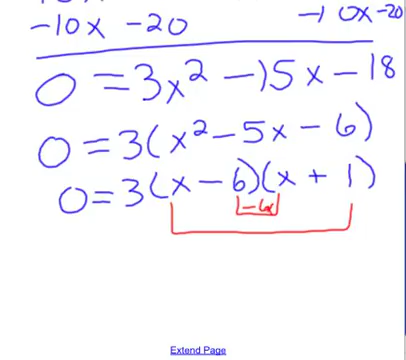 -10x -20 -10x-20
0 = 3x² -15x - 18
0 = 3(x² - 5x - 6)
0 = 3(x - 6)(x + 1)
-6x
Extend Page